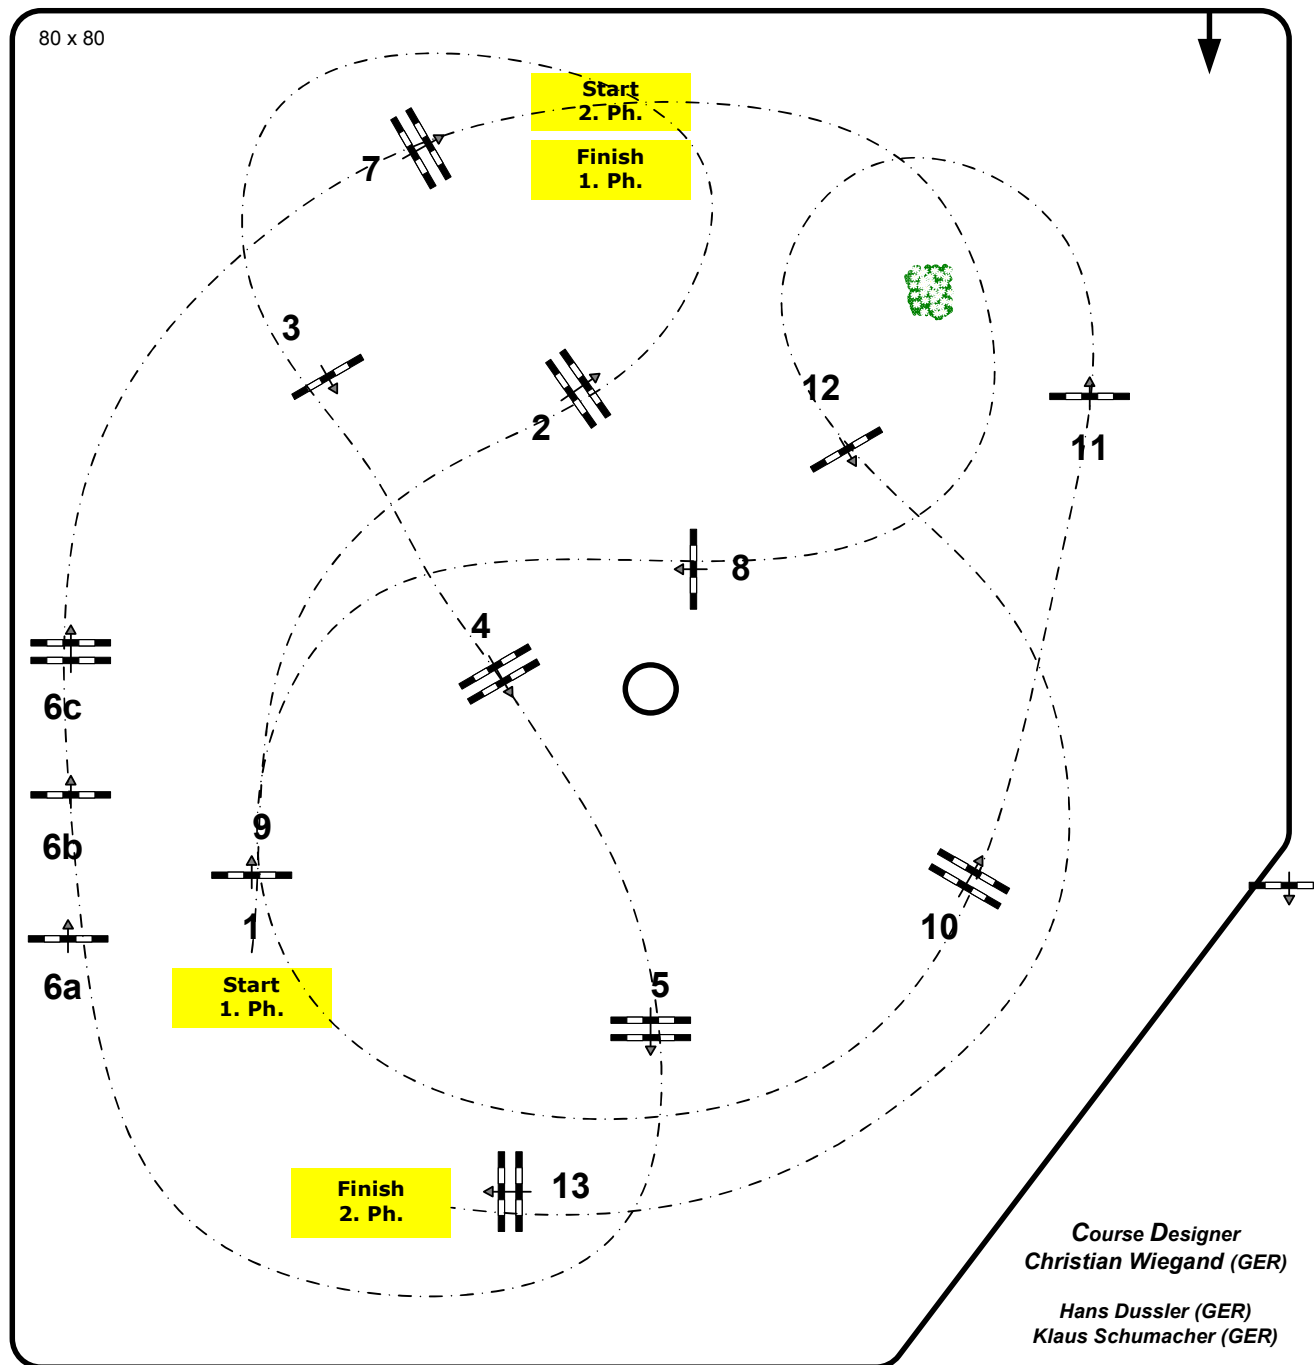 80 x 80
Start
2. Ph.
Finish
1. Ph.
7
3
12
2
11
8
4
6c
9
6b
1
10
6a
Start
1. Ph.
5
Finish
2. Ph.
13
Course Designer
Christian Wiegand (GER)
Hans Dussler (GER)
Klaus Schumacher (GER)